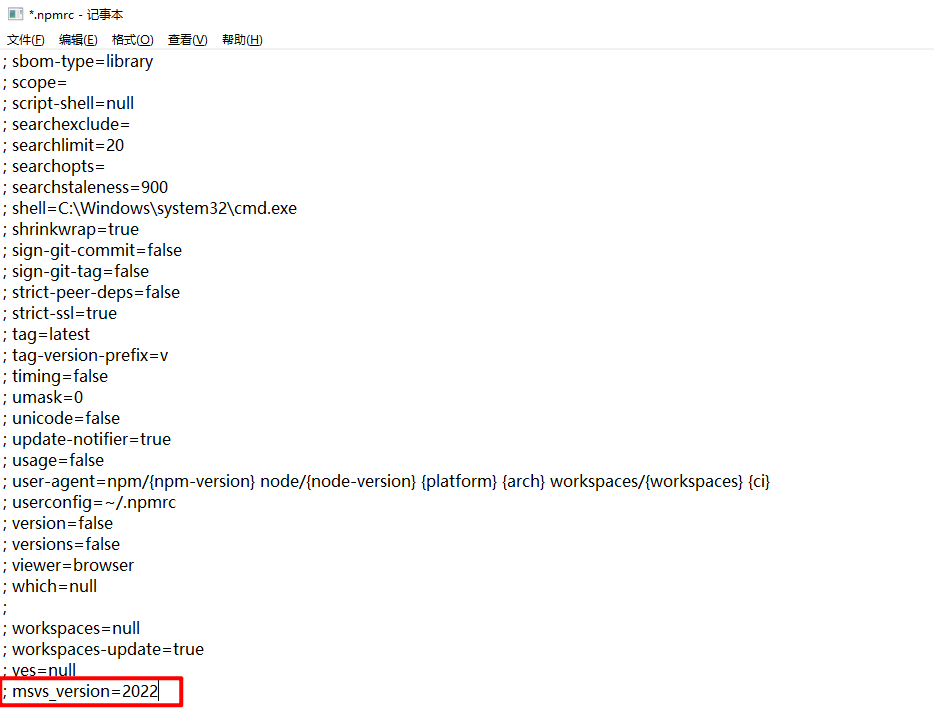 *.npmrc - 记事本
文件(F) 编辑(E) 格式(O) 查看(V) 帮助(H)
; sbom-type=library
; scope=
; script-shell=null
; searchexclude=
; searchlimit=20
; searchopts=
; searchstaleness=900
; shell=C:\Windows\system32\cmd.exe
; shrinkwrap=true
; sign-git-commit=false
; sign-git-tag=false
; strict-peer-deps=false
; strict-ssl=true
; tag=latest
; tag-version-prefix=v
; timing=false
; umask=0
; unicode=false
; update-notifier=true
; usage=false
; user-agent=npm/{npm-version} node/{node-version} {platform} {arch} workspaces/{workspaces} {ci}
; userconfig=~/.npmrc
; version=false
; versions=false
; viewer=browser
; which=null
;
; workspaces=null
; workspaces-update=true
; yes=null
; msvs_version=2022